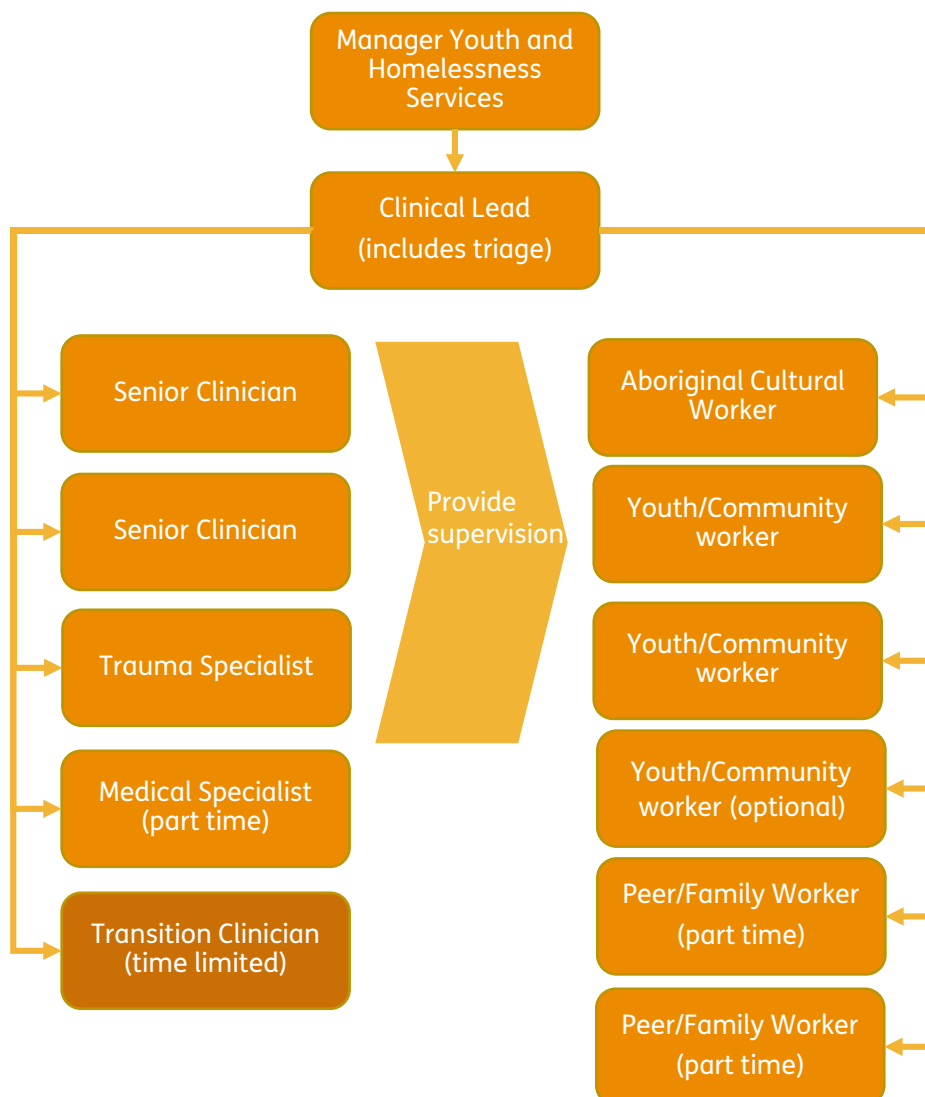 Manager Youth and
Homelessness
Services
Clinical Lead
(includes triage)
Senior Clinician
Senior Clinician
Trauma Specialist
Medical Specialist
(part time)
Transition Clinician
(time limited)
Provide
supervision
Aboriginal Cultural
Worker
Youth/Community
worker
Youth/Community
worker
Youth/Community
worker (optional)
Peer/Family Worker
(part time)
Peer/Family Worker
(part time)